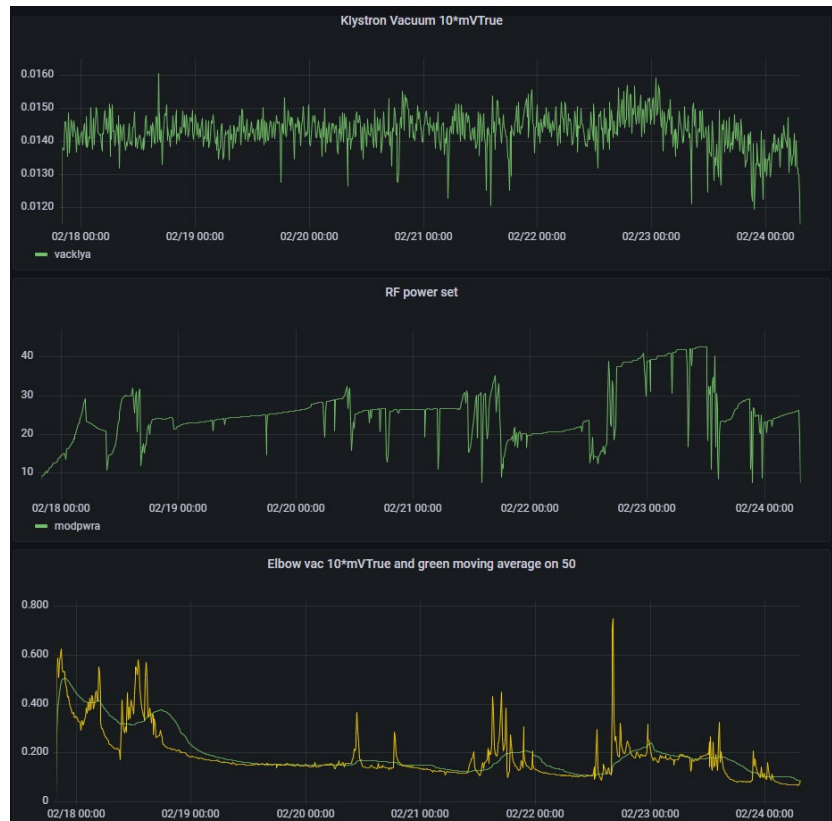 Klystron Vacuum 10*mVTrue
0.0160
0.0150
0.0140
0.0130
0.0120
02/18 00:00 02/19 00:00 02/20 00:00 02/21 00:00 02/22 00:00 02/23 00:00 02/24 00:00
vacklya
RF power set
40
30
20
10
02/18 00:00 02/19 00:00 02/20 00:00 02/21 00:00 02/22 00:00 02/23 00:00 02/24 00:00
modpwra
Elbow vac 10*mVTrue and green moving average on 50
0.800
0.600
0.400
0.200
0
02/18 00:00 02/19 00:00 02/20 00:00 02/21 00:00 02/22 00:00 02/23 00:00 02/24 00:00